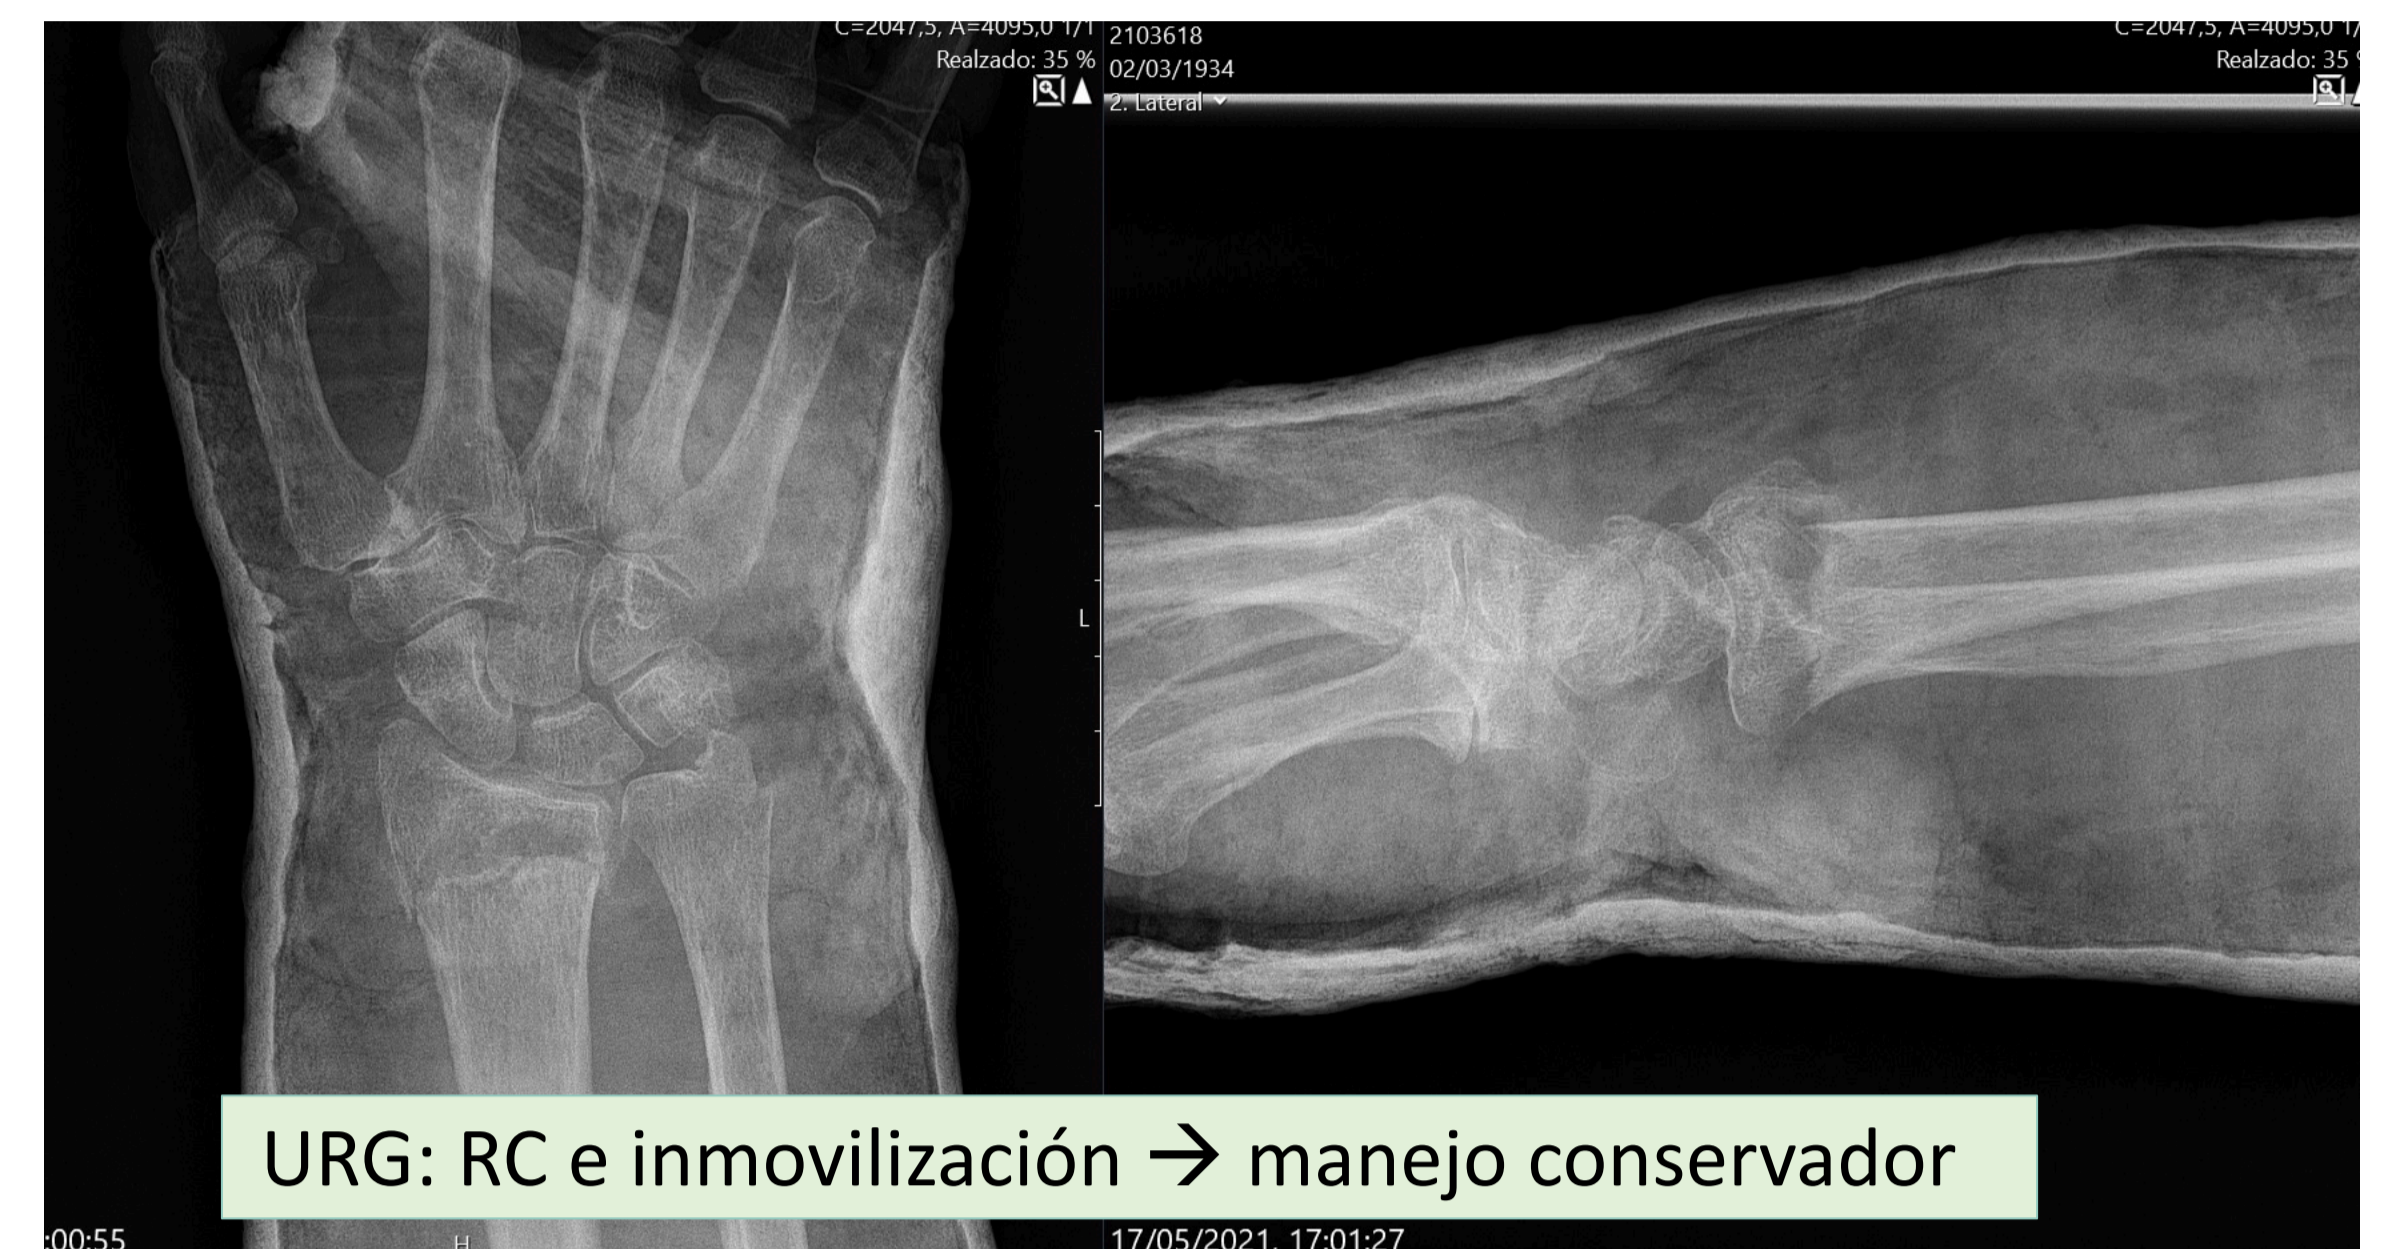 C=2047,5, A=4095,0 1/1
Realzado: 35 %
L
:00:55
H
2103618
02/03/1934
2. Lateral
C=2047,5, A=4095,0 1/
Realzado: 35
17/05/2021, 17:01:27
URG: RC e inmovilización → manejo conservador